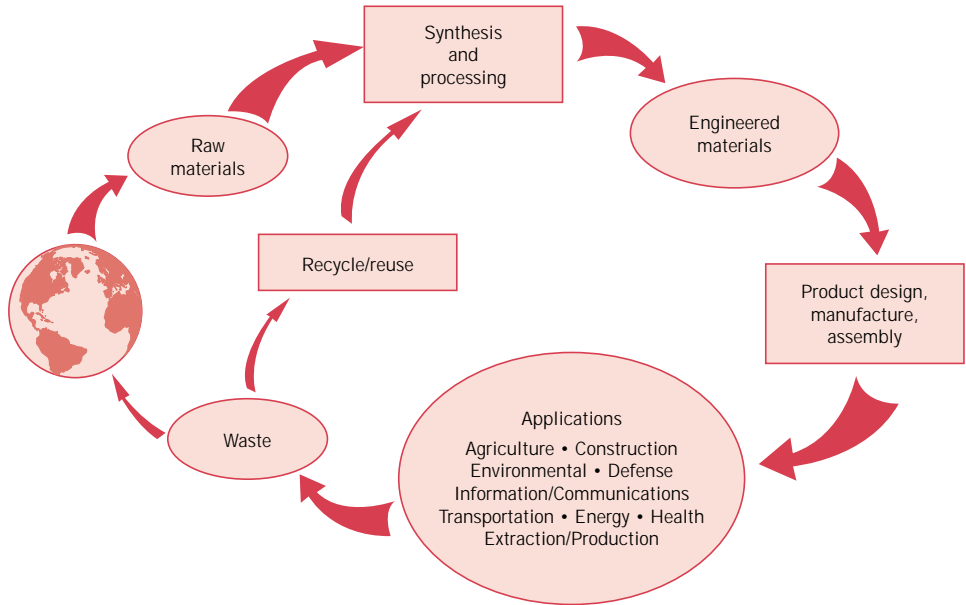 Synthesis
and
processing
Engineered
materials
Raw
materials
Recycle/reuse
Product design,
manufacture,
assembly
Applications
Agriculture • Construction
Environmental • Defense
Information/Communications
Transportation • Energy • Health
Extraction/Production
Waste